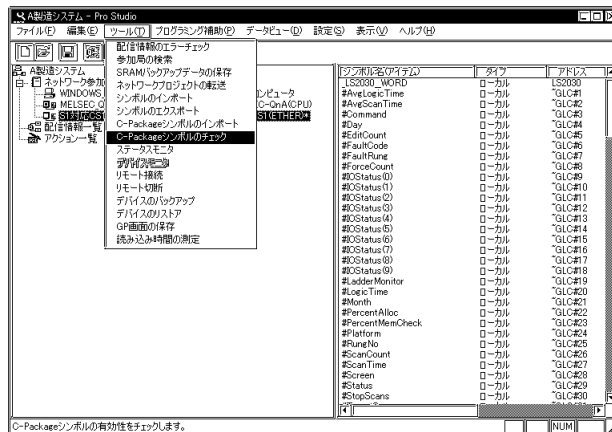 A製造システム - Pro Studio
ファイル(F) 編集(E) ツール(T) プログラミング補助(P) データビュー(D) 設定(S) 表示(V) ヘルプ(H)
配信情報のエラーチェック
参加局の検索
SRAMバックアップデータの保存
ネットワークプロジェクトの転送
シンボルのインポート
シンボルのエクスポート
C-Packageシンボルのインポート
C-Packageシンボルのチェック
ステータスモニタ
デバイスモニタ
リモート接続
リモート切断
デバイスのバックアップ
デバイスのリストア
GP画面の保存
読み込み時間の測定
A製造システム
ネットワーク参加
WINDOWS ンピュータ
MELSEC_Q C-QnA(CPU)
S1対応CS1 S1(ETHER)*
配信情報一覧
アクション一覧
シンボル名(アイテム) タイプ アドレス
_LS2030__WORD ローカル LS2030
#AvgLogicTime ローカル ~GLC#1
#AvgScanTime ローカル ~GLC#2
#Command ローカル ~GLC#3
#Day ローカル ~GLC#4
#EditCount ローカル ~GLC#5
#FaultCode ローカル ~GLC#6
#FaultRung ローカル ~GLC#7
#ForceCount ローカル ~GLC#8
#IOStatus(0) ローカル ~GLC#9
#IOStatus(1) ローカル ~GLC#10
#IOStatus(2) ローカル ~GLC#11
#IOStatus(3) ローカル ~GLC#12
#IOStatus(4) ローカル ~GLC#13
#IOStatus(5) ローカル ~GLC#14
#IOStatus(6) ローカル ~GLC#15
#IOStatus(7) ローカル ~GLC#16
#IOStatus(8) ローカル ~GLC#17
#IOStatus(9) ローカル ~GLC#18
#LadderMonitor ローカル ~GLC#19
#LogicTime ローカル ~GLC#20
#Month ローカル ~GLC#21
#PercentAlloc ローカル ~GLC#22
#PercentMemCheck ローカル ~GLC#23
#Platform ローカル ~GLC#24
#RungNo ローカル ~GLC#25
#ScanCount ローカル ~GLC#26
#ScanTime ローカル ~GLC#27
#Screen ローカル ~GLC#28
#Status ローカル ~GLC#29
#StopScans ローカル ~GLC#30
C-Packageシンボルの有効性をチェックします。 NUM